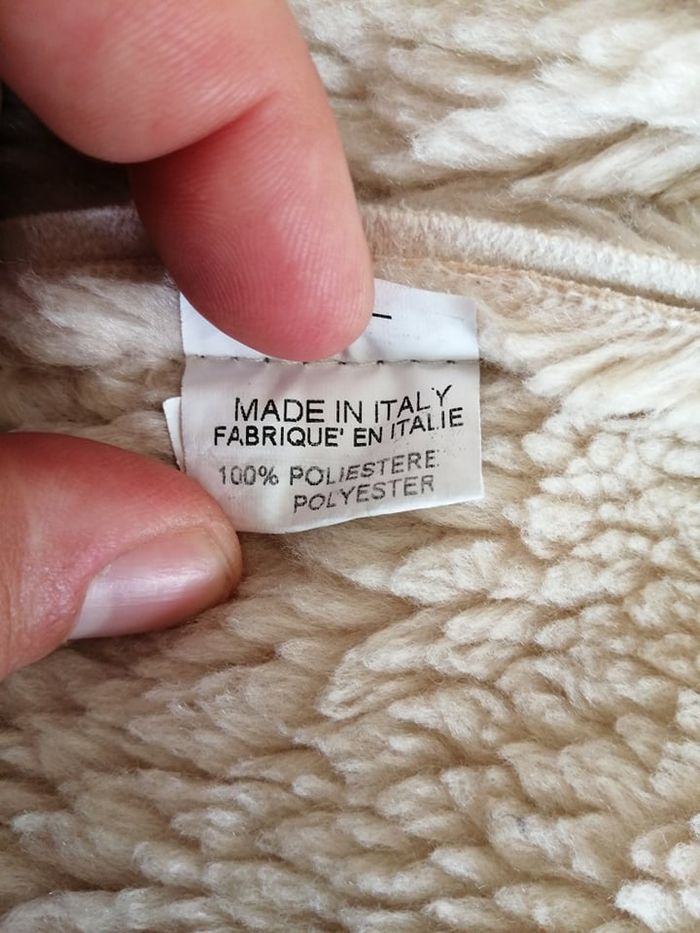 MADE IN ITALY
FABRIQUE' EN ITALIE
100% POLIESTERE
POLYESTER